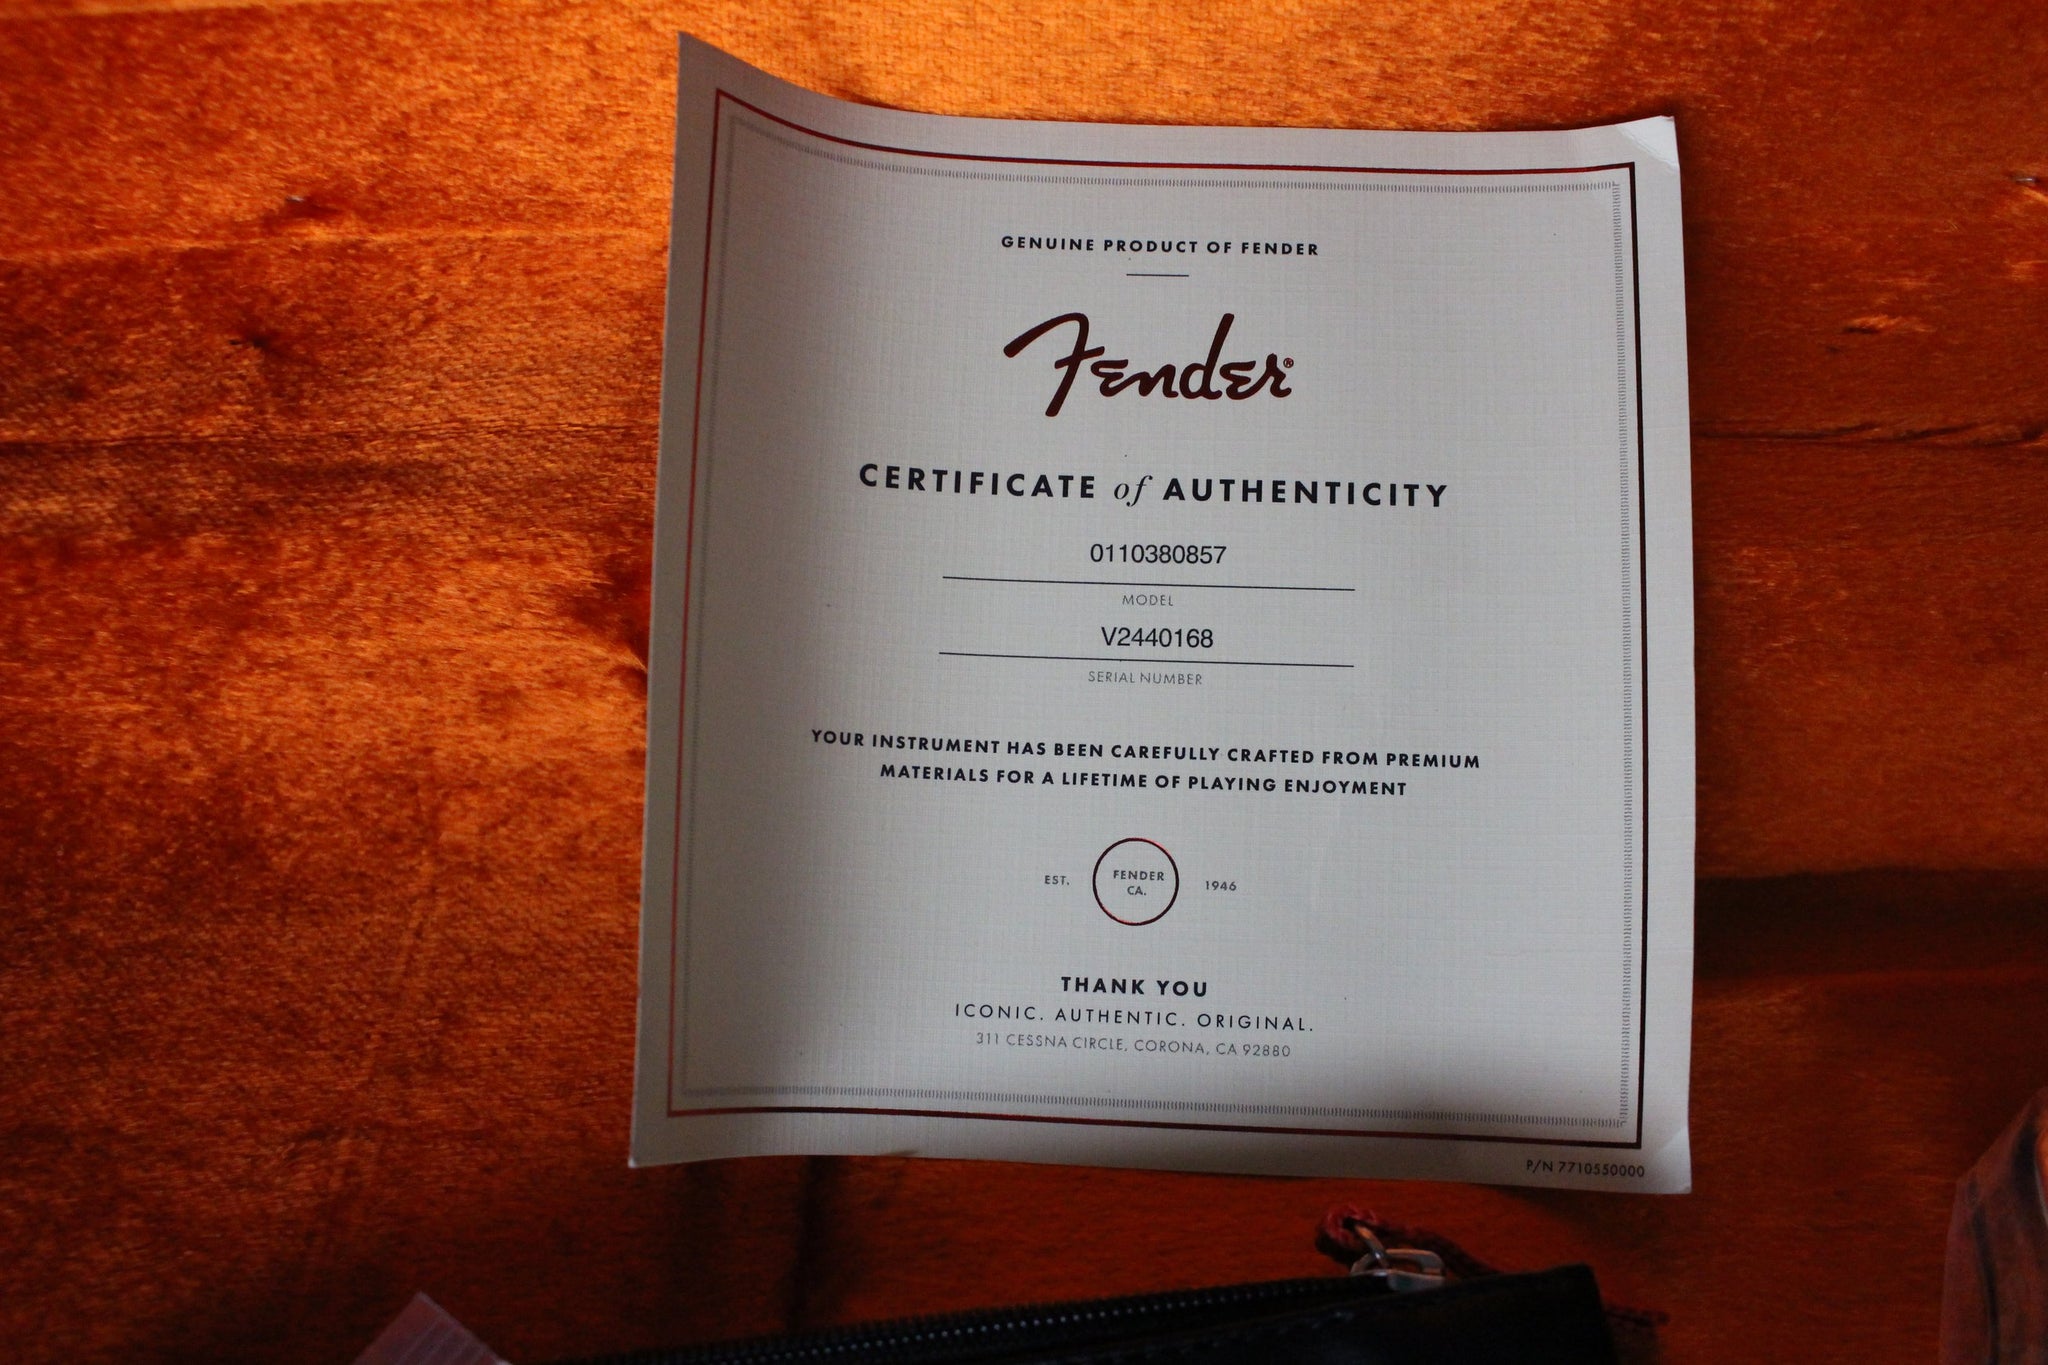 GENUINE PRODUCT OF FENDER
Fender®
CERTIFICATE of AUTHENTICITY
0110380857
MODEL
V2440168
SERIAL NUMBER
YOUR INSTRUMENT HAS BEEN CAREFULLY CRAFTED FROM PREMIUM
MATERIALS FOR A LIFETIME OF PLAYING ENJOYMENT
EST. FENDER CA. 1946
THANK YOU
ICONIC. AUTHENTIC. ORIGINAL.
311 CESSNA CIRCLE, CORONA, CA 92880
P/N 7710550000